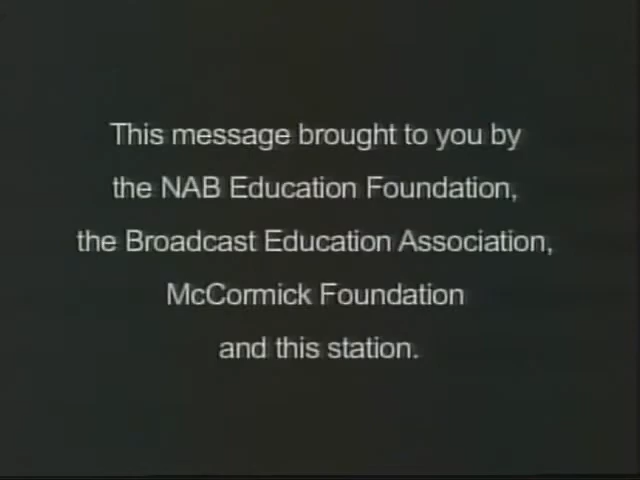 This message brought to you by
the NAB Education Foundation,
the Broadcast Education Association,
McCormick Foundation
and this station.